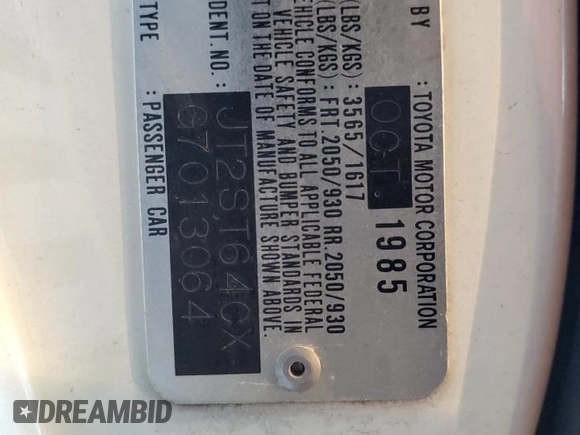 BY : TOYOTA MOTOR CORPORATION
OCT. 1985
(LBS/KGS) : 3565/1617
(LBS/KGS) : FRT. 2050/930 RR. 2050/930
VEHICLE CONFORMS TO ALL APPLICABLE FEDERAL
VEHICLE SAFETY AND BUMPER STANDARDS IN
ON THE DATE OF MANUFACTURE SHOWN ABOVE.
DENT. NO. : JT2ST64CX
G7013064
TYPE : PASSENGER CAR
DREAMBID